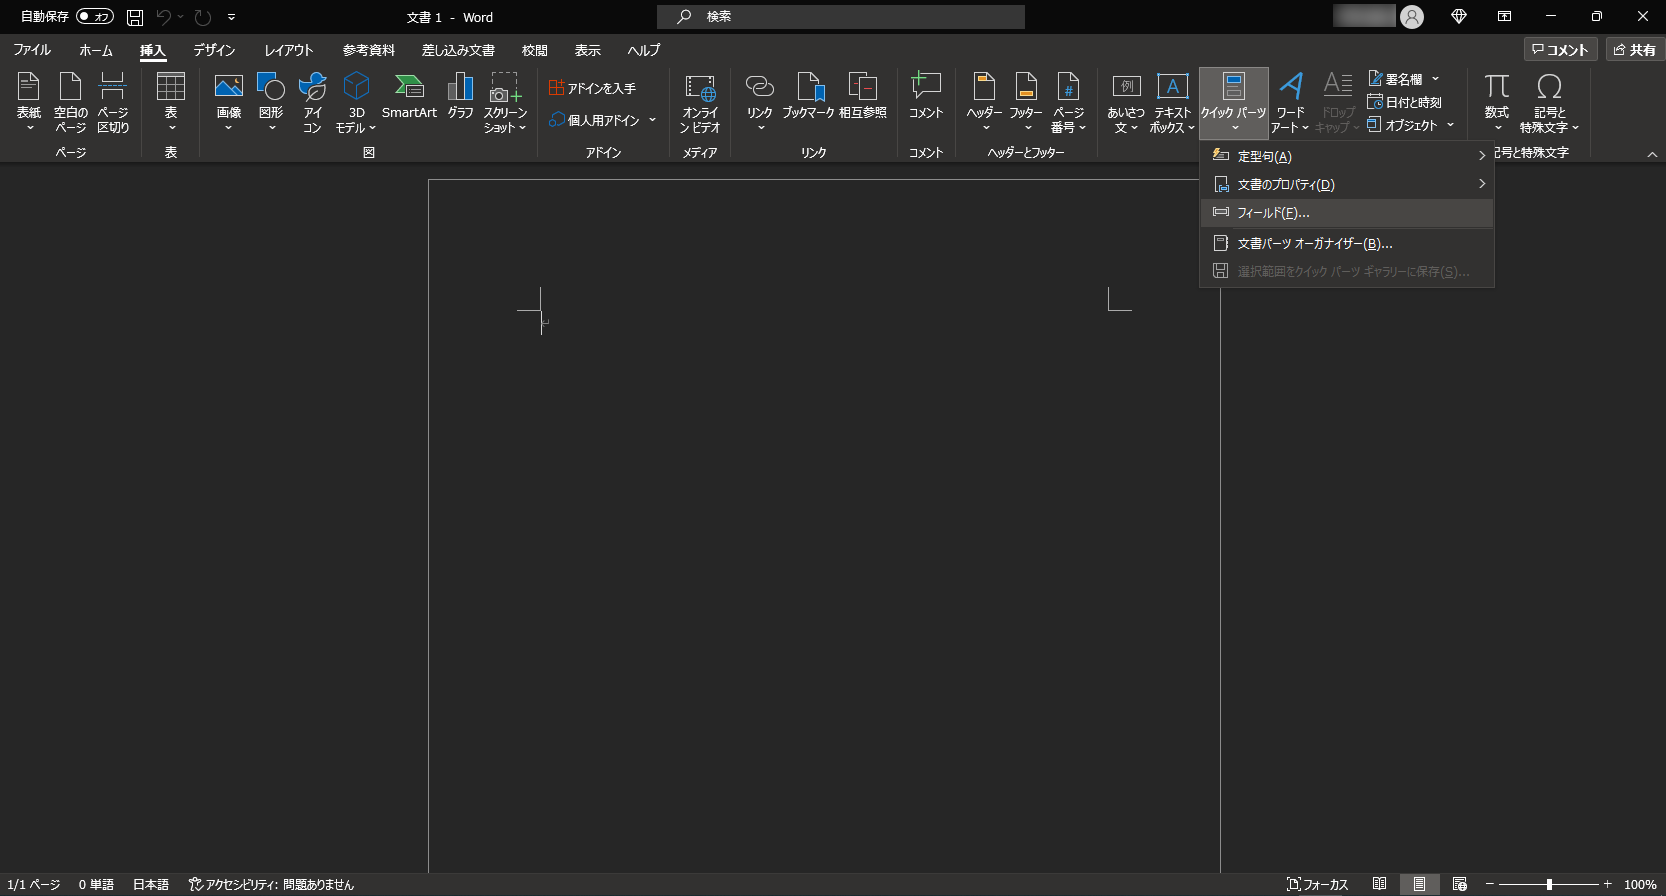 自動保存 オフ 文書 1 - Word 検索
ファイル ホーム 挿入 デザイン レイアウト 参考資料 差し込み文書 校閲 表示 ヘルプ コメント 共有
表紙
空白の
ページ
ページ
区切り
ページ
表
表
画像
図形
アイ
コン
3D
モデル
SmartArt
グラフ
スクリーン
ショット
図
アドインを入手
個人用アドイン
アドイン
オンライ
ン ビデオ
メディア
リンク
ブックマーク
相互参照
リンク
コメント
コメント
ヘッダー
フッター
ページ
番号
ヘッダーとフッター
あいさつ
文
テキスト
ボックス
クイック パーツ
ワード
アート
ドロップ
キャップ
署名欄
日付と時刻
オブジェクト
数式
記号と
特殊文字
記号と特殊文字
定型句(A)
文書のプロパティ(D)
フィールド(F)...
文書パーツ オーガナイザー(B)...
選択範囲をクイック パーツ ギャラリーに保存(S)...
1/1 ページ 0 単語 日本語 アクセシビリティ: 問題ありません フォーカス 100%